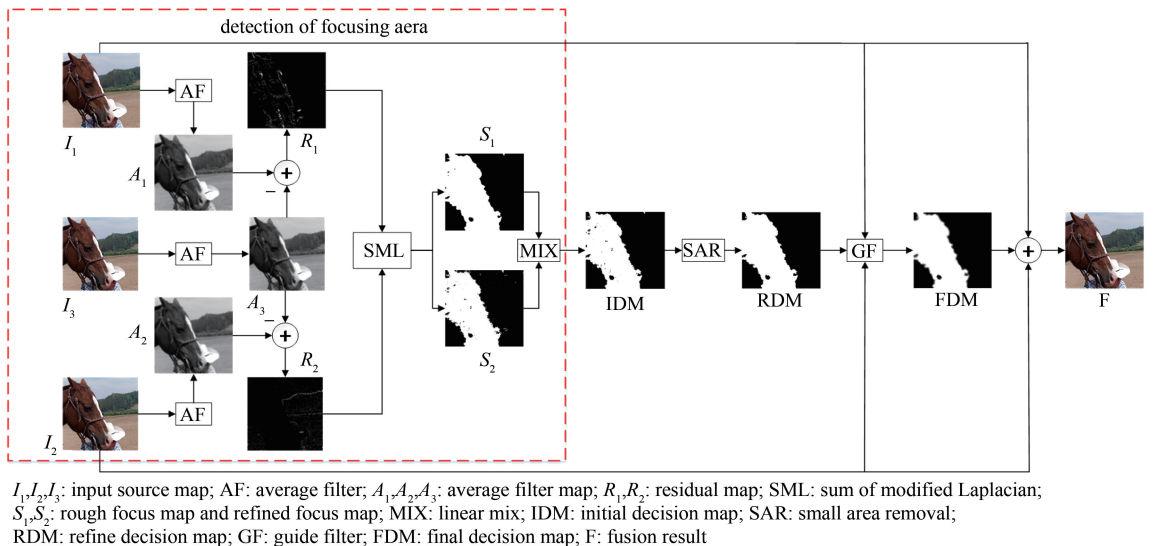 detection of focusing aera
AF
I1
R1
S1
A1
+
−
AF
SML
MIX
SAR
GF
+
I3
A3
IDM
RDM
FDM
F
A2
−
+
R2
S2
AF
I2
I1,I2,I3: input source map; AF: average filter; A1,A2,A3: average filter map; R1,R2: residual map; SML: sum of modified Laplacian;
S1,S2: rough focus map and refined focus map; MIX: linear mix; IDM: initial decision map; SAR: small area removal;
RDM: refine decision map; GF: guide filter; FDM: final decision map; F: fusion result